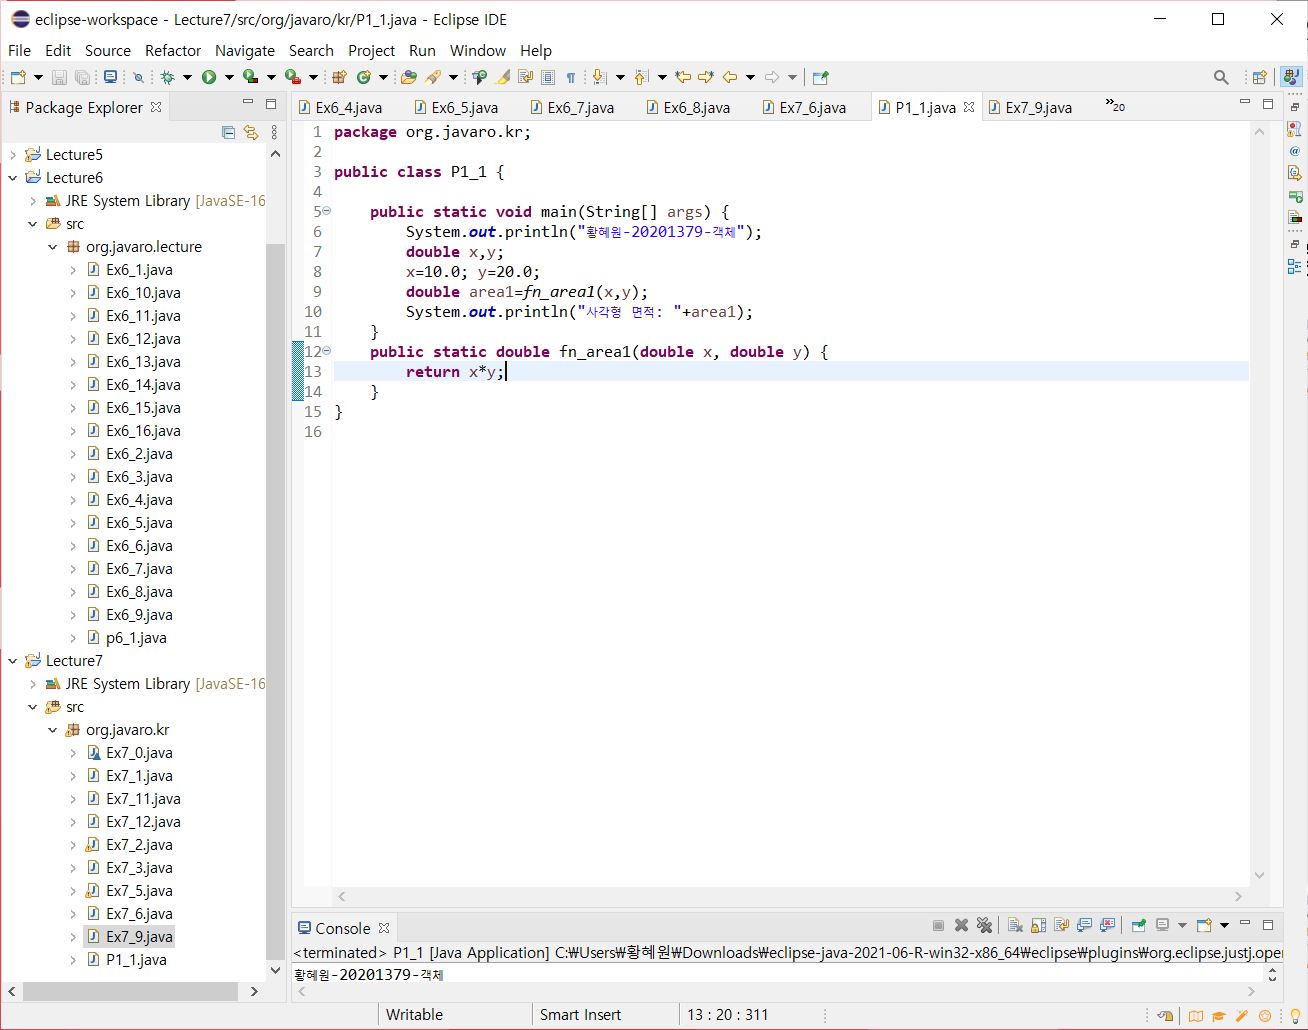 eclipse-workspace - Lecture7/src/org/javaro/kr/P1_1.java - Eclipse IDE
File Edit Source Refactor Navigate Search Project Run Window Help
Package Explorer
Lecture5
Lecture6
JRE System Library [JavaSE-16
src
org.javaro.lecture
Ex6_1.java
Ex6_10.java
Ex6_11.java
Ex6_12.java
Ex6_13.java
Ex6_14.java
Ex6_15.java
Ex6_16.java
Ex6_2.java
Ex6_3.java
Ex6_4.java
Ex6_5.java
Ex6_6.java
Ex6_7.java
Ex6_8.java
Ex6_9.java
p6_1.java
Lecture7
JRE System Library [JavaSE-16
src
org.javaro.kr
Ex7_0.java
Ex7_1.java
Ex7_11.java
Ex7_12.java
Ex7_2.java
Ex7_3.java
Ex7_5.java
Ex7_6.java
Ex7_9.java
P1_1.java
Ex6_4.java Ex6_5.java Ex6_7.java Ex6_8.java Ex7_6.java P1_1.java Ex7_9.java »20
1 package org.javaro.kr;
2
3 public class P1_1 {
4
5 public static void main(String[] args) {
6 System.out.println("황혜원-20201379-객체");
7 double x,y;
8 x=10.0; y=20.0;
9 double area1=fn_area1(x,y);
10 System.out.println("사각형 면적: "+area1);
11 }
12 public static double fn_area1(double x, double y) {
13 return x*y;
14 }
15 }
16
Console
<terminated> P1_1 [Java Application] C:₩Users₩황혜원₩Downloads₩eclipse-java-2021-06-R-win32-x86_64₩eclipse₩plugins₩org.eclipse.justj.oper
황혜원-20201379-객체
Writable Smart Insert 13 : 20 : 311